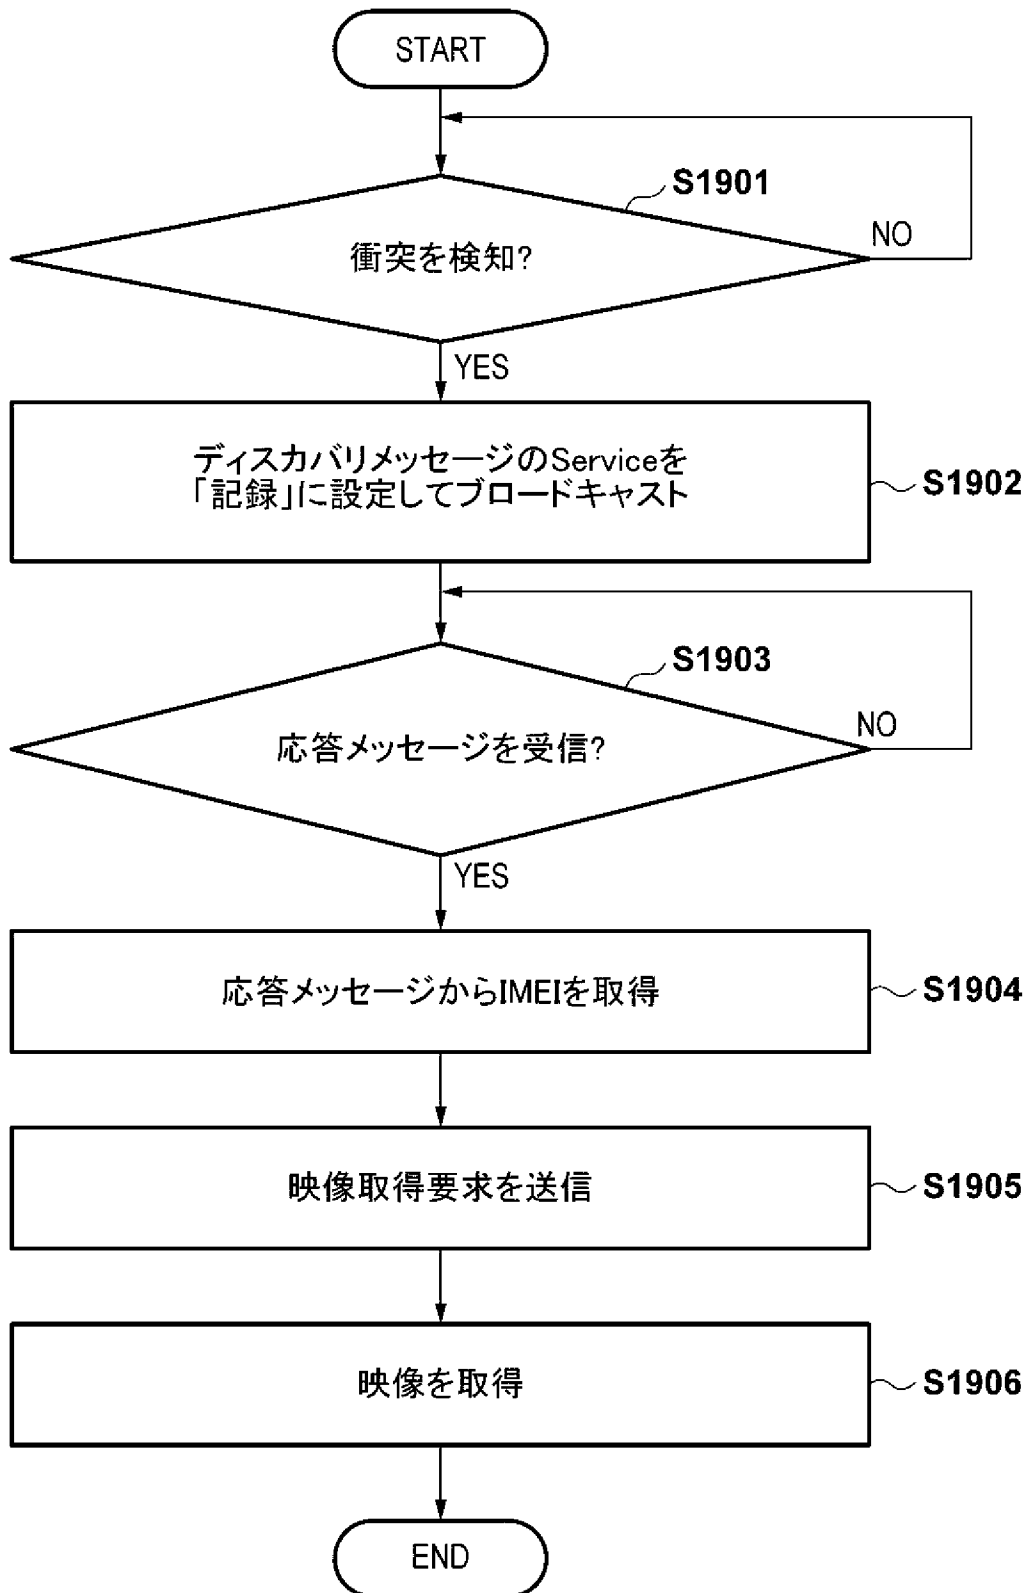 START
S1901
衝突を検知?
NO
YES
ディスカバリメッセージのServiceを
「記録」に設定してブロードキャスト
S1902
S1903
応答メッセージを受信?
NO
YES
応答メッセージからIMEIを取得
S1904
映像取得要求を送信
S1905
映像を取得
S1906
END